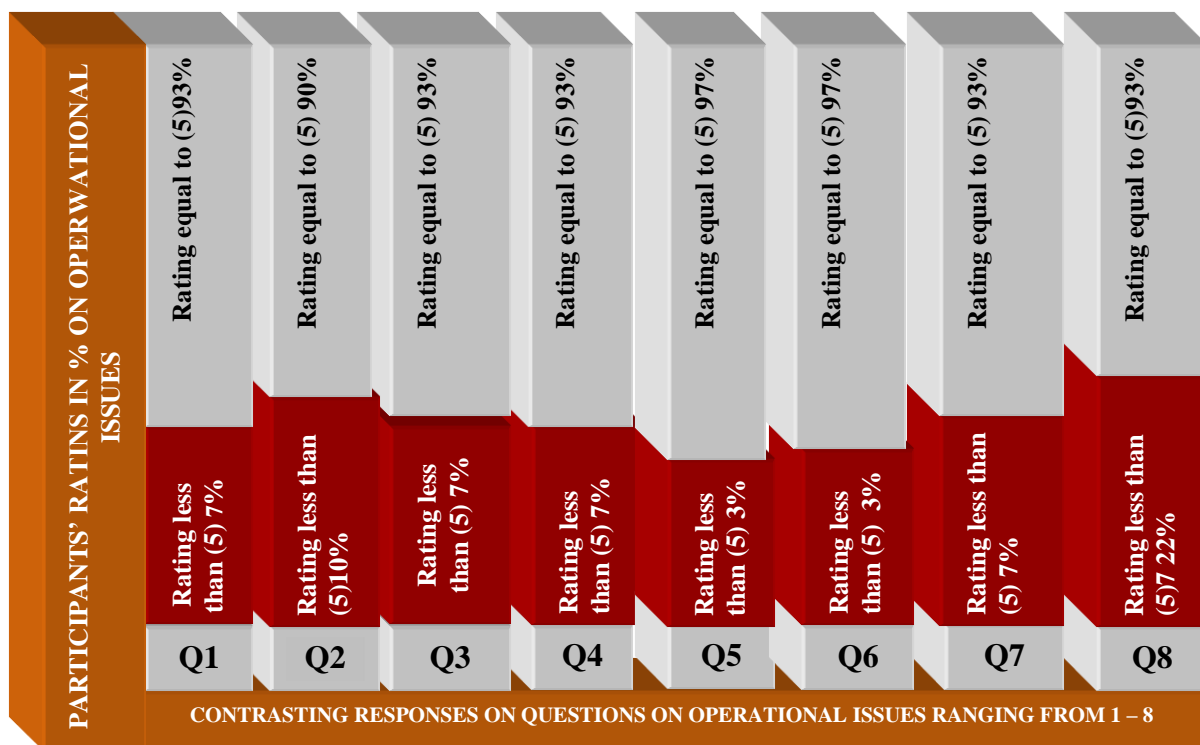 PARTICIPANTS’ RATINS IN % ON OPERWATIONAL
ISSUES
Rating equal to (5)93%
Rating equal to (5) 90%
Rating equal to (5) 93%
Rating equal to (5) 93%
Rating equal to (5) 97%
Rating equal to (5) 97%
Rating equal to (5) 93%
Rating equal to (5)93%
Rating less
than (5) 7%
Rating less than
(5)10%
Rating less
than (5) 7%
Rating less
than (5) 7%
Rating less
than (5) 3%
Rating less
than (5) 3%
Rating less than
(5) 7%
Rating less than
(5)7 22%
Q1
Q2
Q3
Q4
Q5
Q6
Q7
Q8
CONTRASTING RESPONSES ON QUESTIONS ON OPERATIONAL ISSUES RANGING FROM 1 – 8